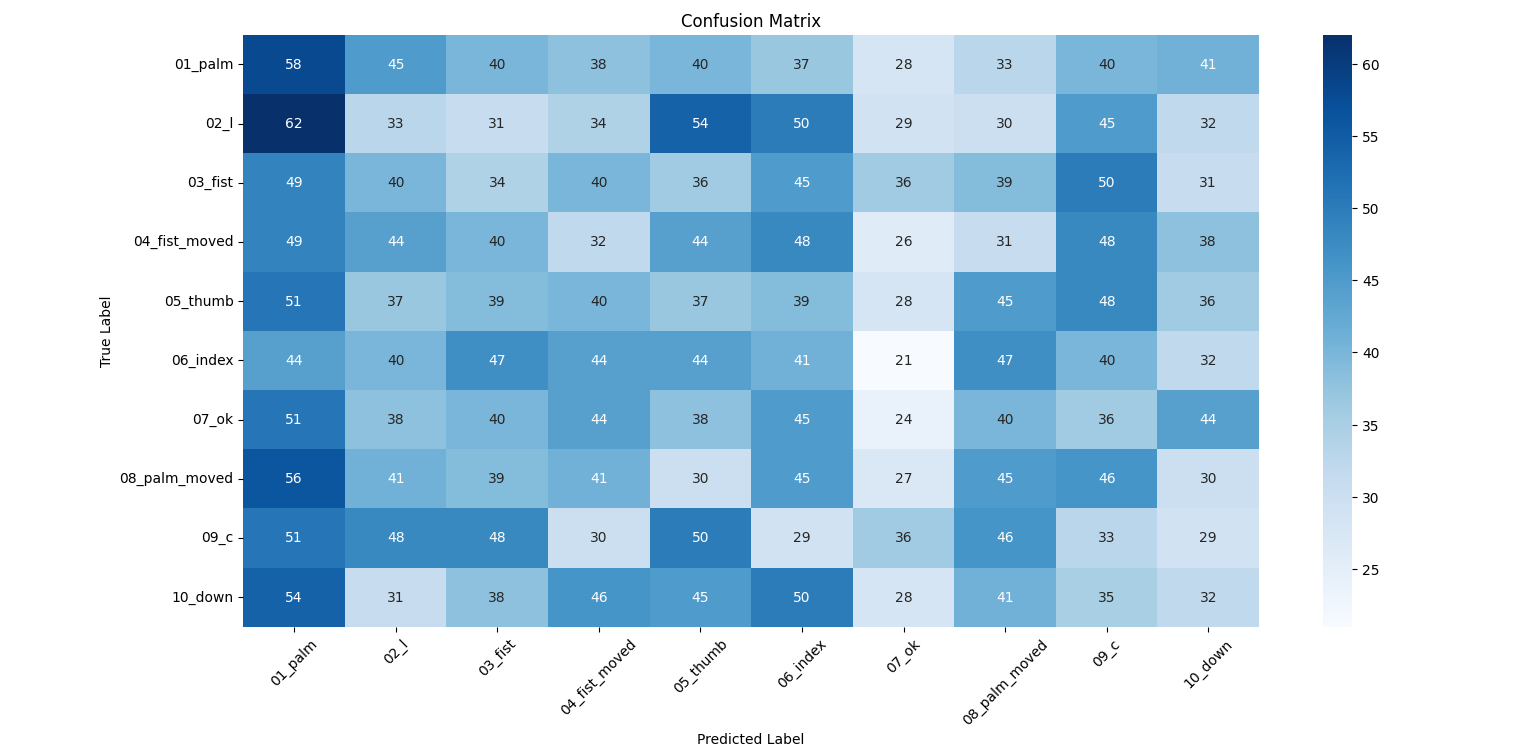 Confusion Matrix
01_palm 58 45 40 38 40 37 28 33 40 41
02_l 62 33 31 34 54 50 29 30 45 32
03_fist 49 40 34 40 36 45 36 39 50 31
04_fist_moved 49 44 40 32 44 48 26 31 48 38
05_thumb 51 37 39 40 37 39 28 45 48 36
06_index 44 40 47 44 44 41 21 47 40 32
07_ok 51 38 40 44 38 45 24 40 36 44
08_palm_moved 56 41 39 41 30 45 27 45 46 30
09_c 51 48 48 30 50 29 36 46 33 29
10_down 54 31 38 46 45 50 28 41 35 32
True Label
01_palm 02_l 03_fist 04_fist_moved 05_thumb 06_index 07_ok 08_palm_moved 09_c 10_down
Predicted Label
60
55
50
45
40
35
30
25